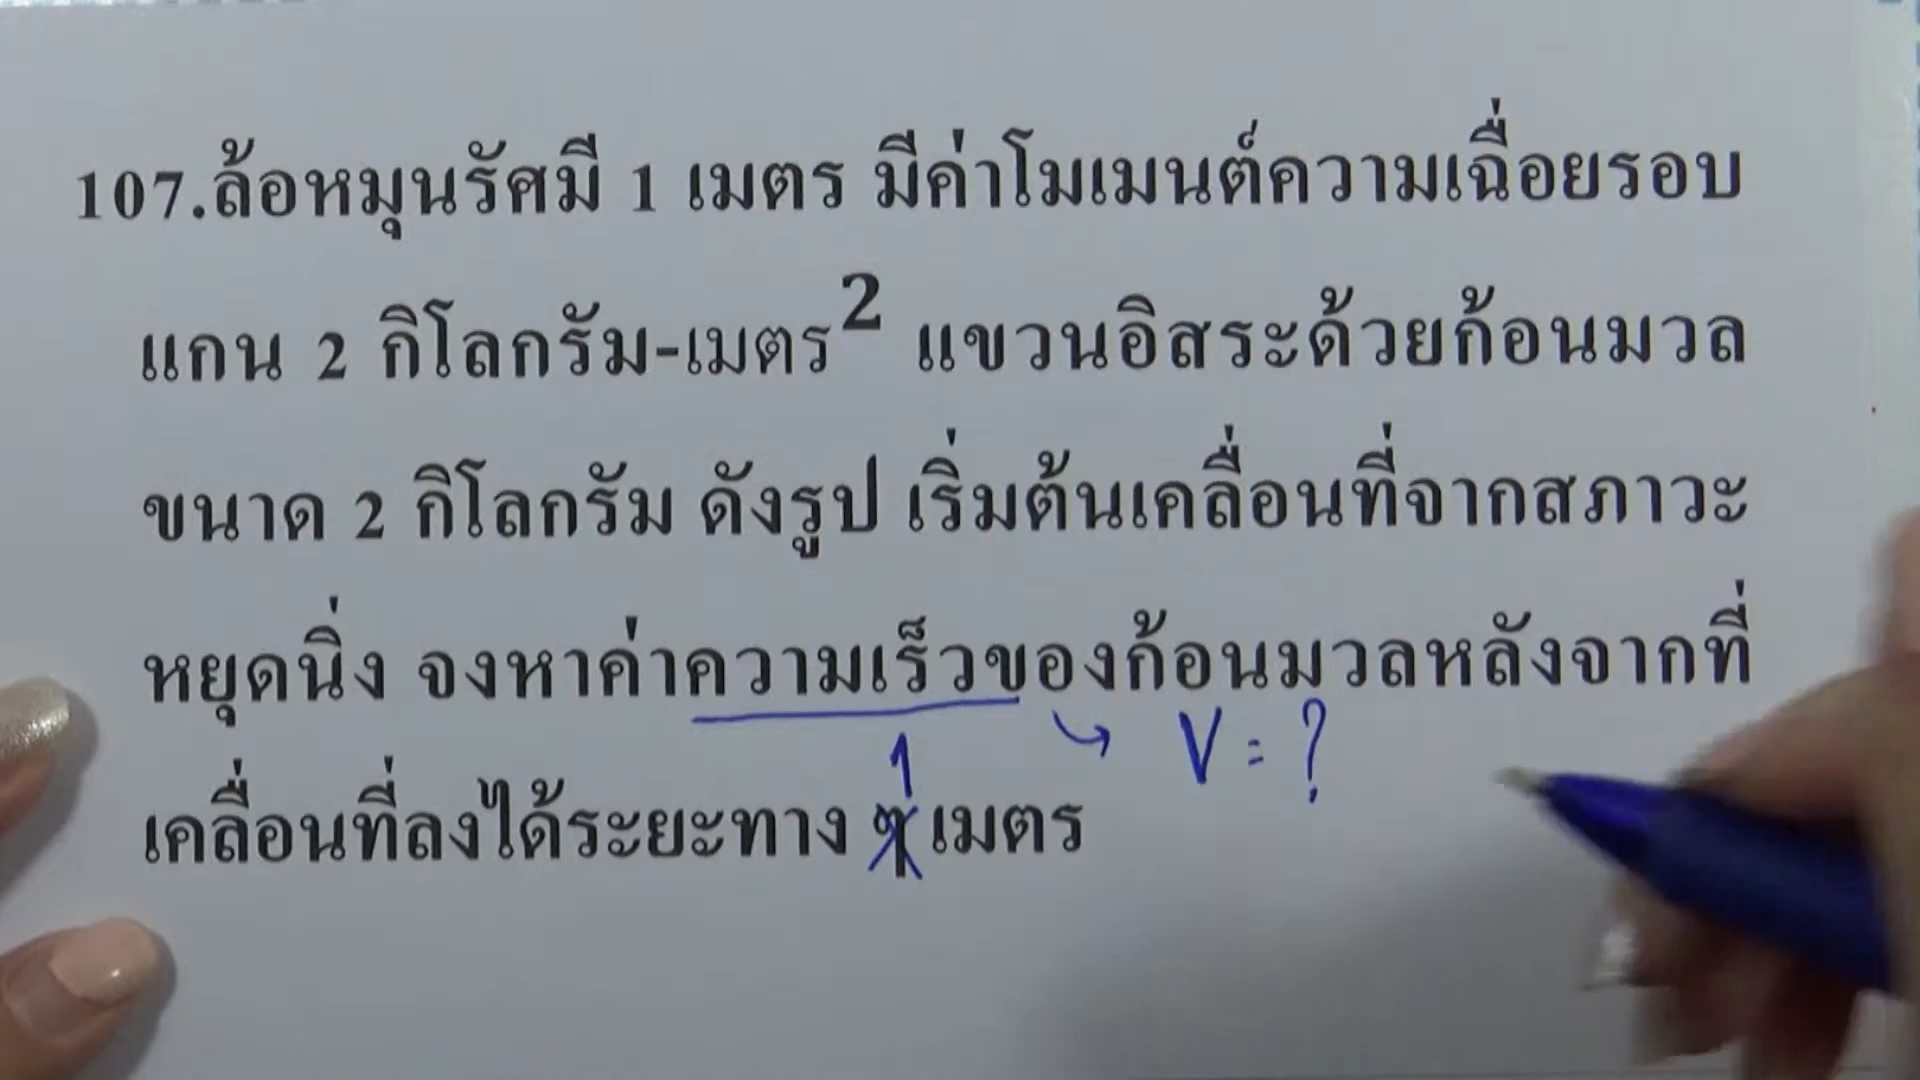 107.ล้อหมุนรัศมี 1 เมตร มีค่าโมเมนต์ความเฉื่อยรอบ
แกน 2 กิโลกรัม-เมตร² แขวนอิสระด้วยก้อนมวล
ขนาด 2 กิโลกรัม ดังรูป เริ่มต้นเคลื่อนที่จากสภาวะ
หยุดนิ่ง จงหาค่าความเร็วของก้อนมวลหลังจากที่
1 V = ?
เคลื่อนที่ลงได้ระยะทาง เมตร